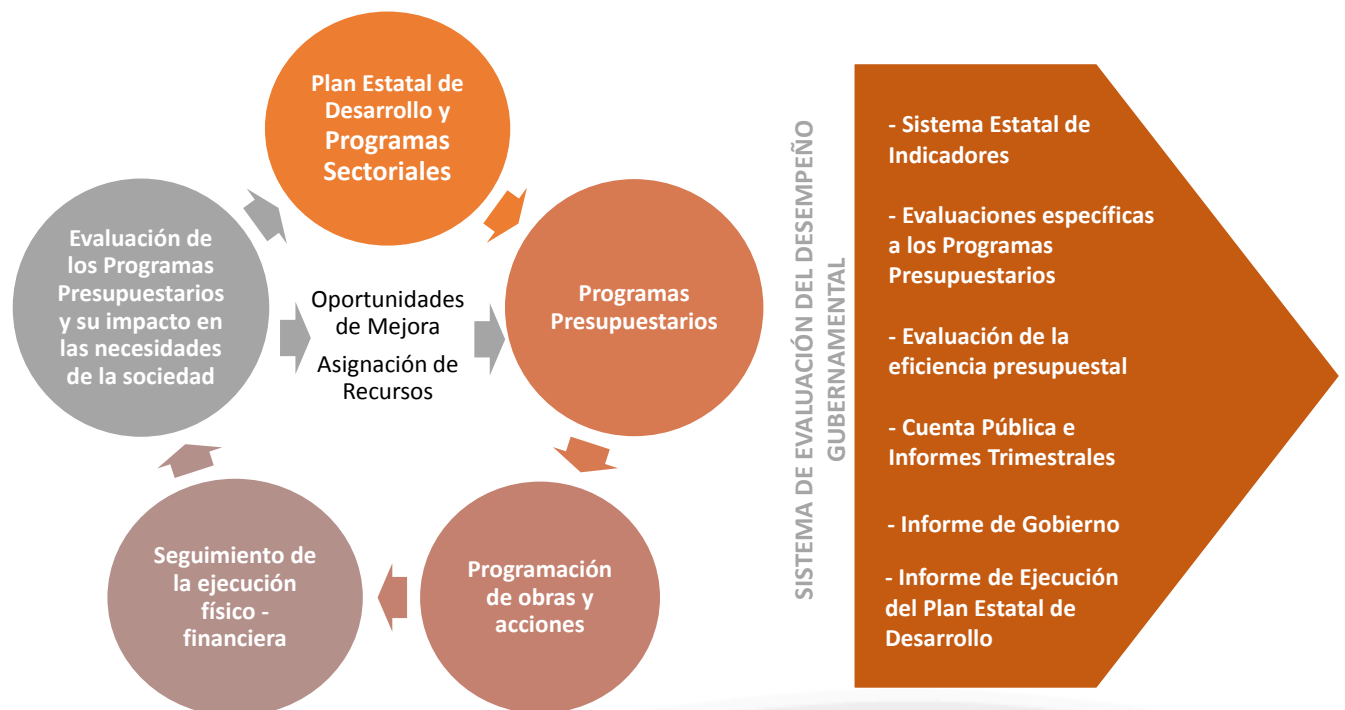 Plan Estatal de
Desarrollo y
Programas
Sectoriales
Evaluación de
los Programas
Presupuestarios
y su impacto en
las necesidades
de la sociedad
Oportunidades
de Mejora
Asignación de
Recursos
Programas
Presupuestarios
Seguimiento de
la ejecución
físico -
financiera
Programación
de obras y
acciones
SISTEMA DE EVALUACIÓN DEL DESEMPEÑO
GUBERNAMENTAL
- Sistema Estatal de
Indicadores
- Evaluaciones específicas
a los Programas
Presupuestarios
- Evaluación de la
eficiencia presupuestal
- Cuenta Pública e
Informes Trimestrales
- Informe de Gobierno
- Informe de Ejecución
del Plan Estatal de
Desarrollo